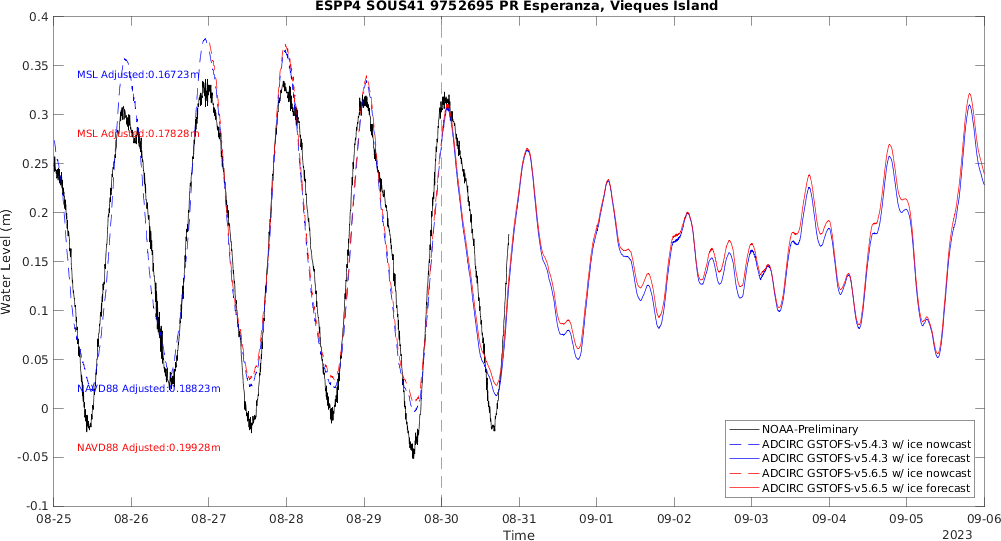 ESPP4 SOUS41 9752695 PR Esperanza, Vieques Island
0.4
0.35
0.3
0.25
0.2
0.15
0.1
0.05
0
-0.05
-0.1
Water Level (m)
MSL Adjusted:0.16723m
MSL Adjusted:0.17828m
NAVD88 Adjusted:0.18823m
NAVD88 Adjusted:0.19928m
NOAA-Preliminary
ADCIRC GSTOFS-v5.4.3 w/ ice nowcast
ADCIRC GSTOFS-v5.4.3 w/ ice forecast
ADCIRC GSTOFS-v5.6.5 w/ ice nowcast
ADCIRC GSTOFS-v5.6.5 w/ ice forecast
08-25 08-26 08-27 08-28 08-29 08-30 08-31 09-01 09-02 09-03 09-04 09-05 09-06
Time
2023